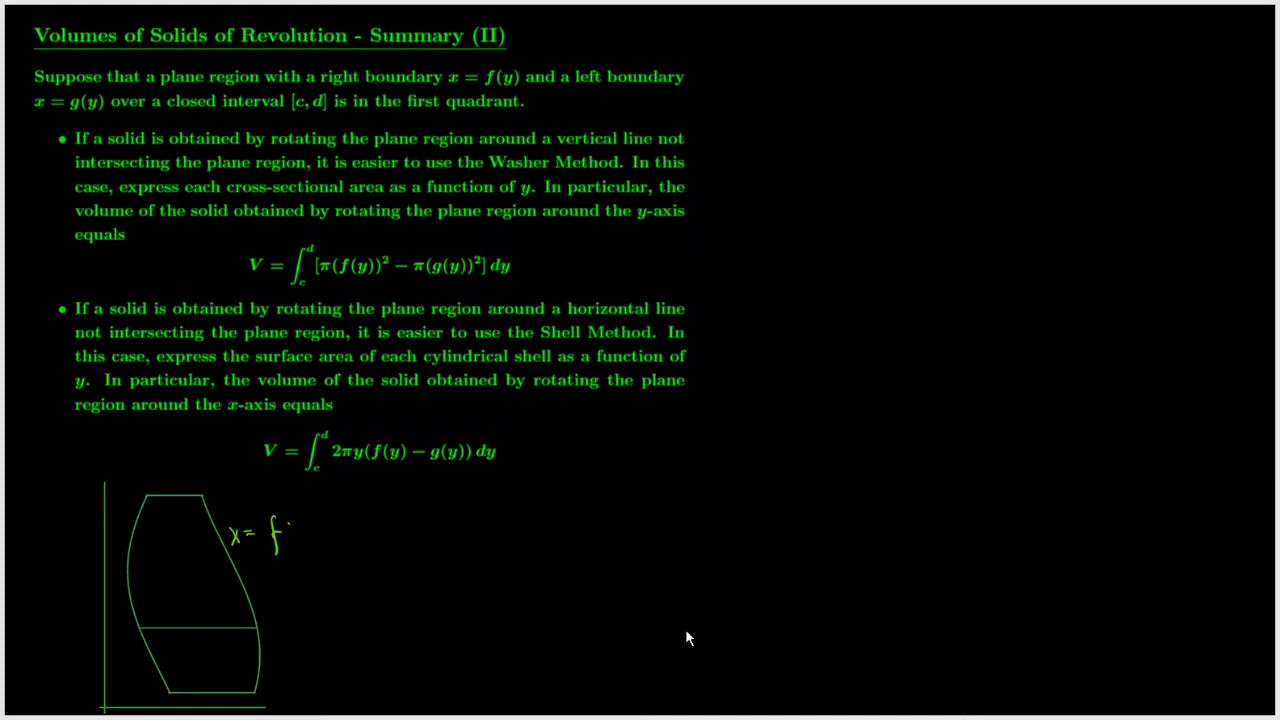 Volumes of Solids of Revolution - Summary (II)
Suppose that a plane region with a right boundary x = f(y) and a left boundary
x = g(y) over a closed interval [c, d] is in the first quadrant.
• If a solid is obtained by rotating the plane region around a vertical line not
intersecting the plane region, it is easier to use the Washer Method. In this
case, express each cross-sectional area as a function of y. In particular, the
volume of the solid obtained by rotating the plane region around the y-axis
equals
V = ∫_c^d [π(f(y))² − π(g(y))²] dy
• If a solid is obtained by rotating the plane region around a horizontal line
not intersecting the plane region, it is easier to use the Shell Method. In
this case, express the surface area of each cylindrical shell as a function of
y. In particular, the volume of the solid obtained by rotating the plane
region around the x-axis equals
V = ∫_c^d 2πy(f(y) − g(y)) dy
x = f